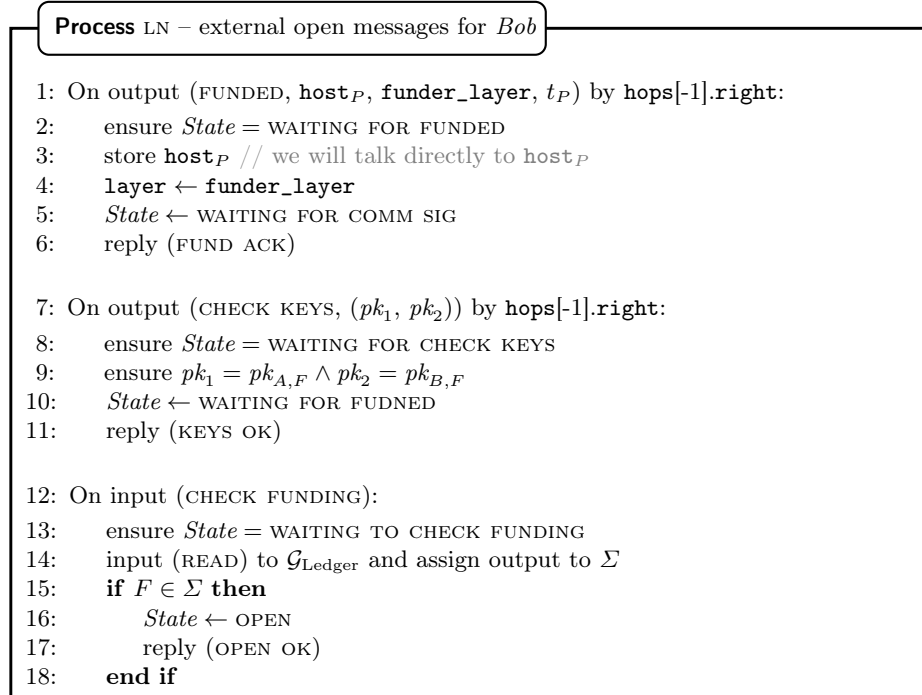 Process LN – external open messages for Bob
1: On output (FUNDED, host_P, funder_layer, t_P) by hops[-1].right:
2: ensure State = WAITING FOR FUNDED
3: store host_P // we will talk directly to host_P
4: layer ← funder_layer
5: State ← WAITING FOR COMM SIG
6: reply (FUND ACK)
7: On output (CHECK KEYS, (pk_1, pk_2)) by hops[-1].right:
8: ensure State = WAITING FOR CHECK KEYS
9: ensure pk_1 = pk_{A,F} ∧ pk_2 = pk_{B,F}
10: State ← WAITING FOR FUDNED
11: reply (KEYS OK)
12: On input (CHECK FUNDING):
13: ensure State = WAITING TO CHECK FUNDING
14: input (READ) to 𝒢_Ledger and assign output to Σ
15: if F ∈ Σ then
16: State ← OPEN
17: reply (OPEN OK)
18: end if